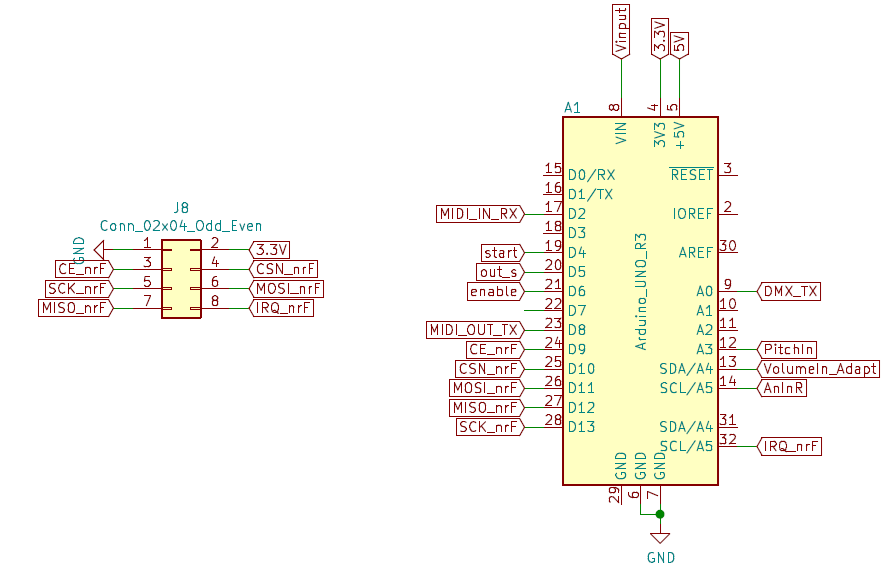 J8
Conn_02x04_Odd_Even
GND
1
2
3.3V
CE_nrF
3
4
CSN_nrF
SCK_nrF
5
6
MOSI_nrF
MISO_nrF
7
8
IRQ_nrF
Vinput
3.3V
5V
A1
8
4
5
VIN
3V3
+5V
15
D0/RX
RESET
3
16
D1/TX
MIDI_IN_RX
17
D2
IOREF
2
18
D3
start
19
D4
AREF
30
out_s
20
D5
enable
21
D6
A0
9
DMX_TX
22
D7
A1
10
MIDI_OUT_TX
23
D8
A2
11
CE_nrF
24
D9
A3
12
PitchIn
CSN_nrF
25
D10
SDA/A4
13
VolumeIn_Adapt
MOSI_nrF
26
D11
SCL/A5
14
AnInR
MISO_nrF
27
D12
SCK_nrF
28
D13
SDA/A4
31
SCL/A5
32
IRQ_nrF
Arduino_UNO_R3
GND
GND
GND
29
6
7
GND